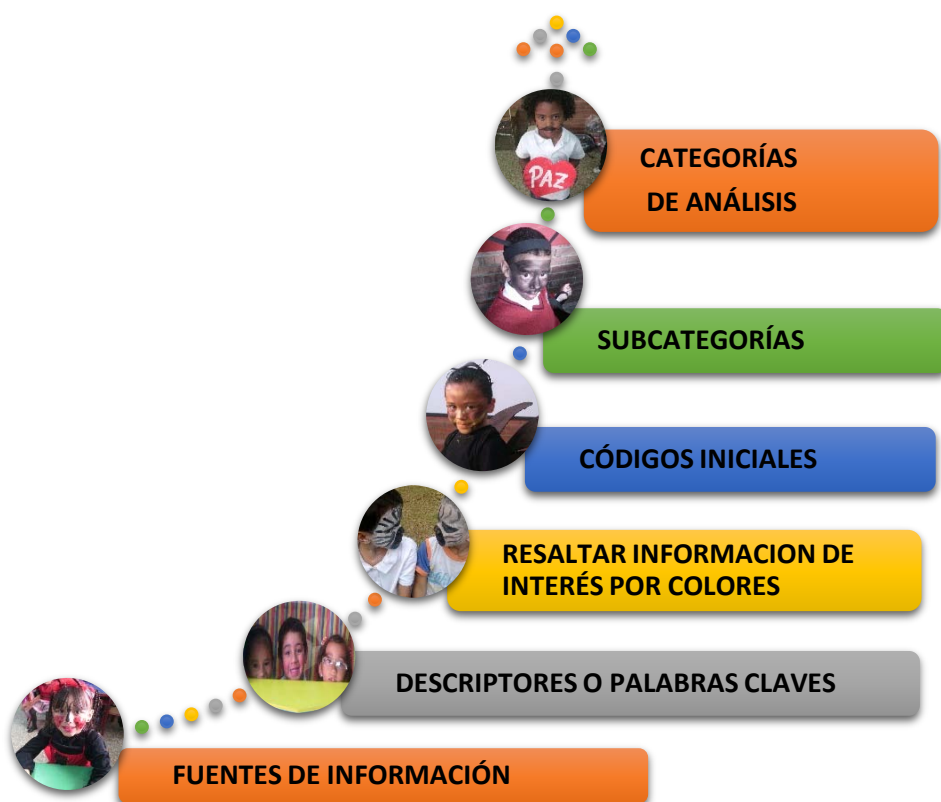 PAZ
CATEGORÍAS
DE ANÁLISIS
SUBCATEGORÍAS
CÓDIGOS INICIALES
RESALTAR INFORMACION DE
INTERÉS POR COLORES
DESCRIPTORES O PALABRAS CLAVES
FUENTES DE INFORMACIÓN